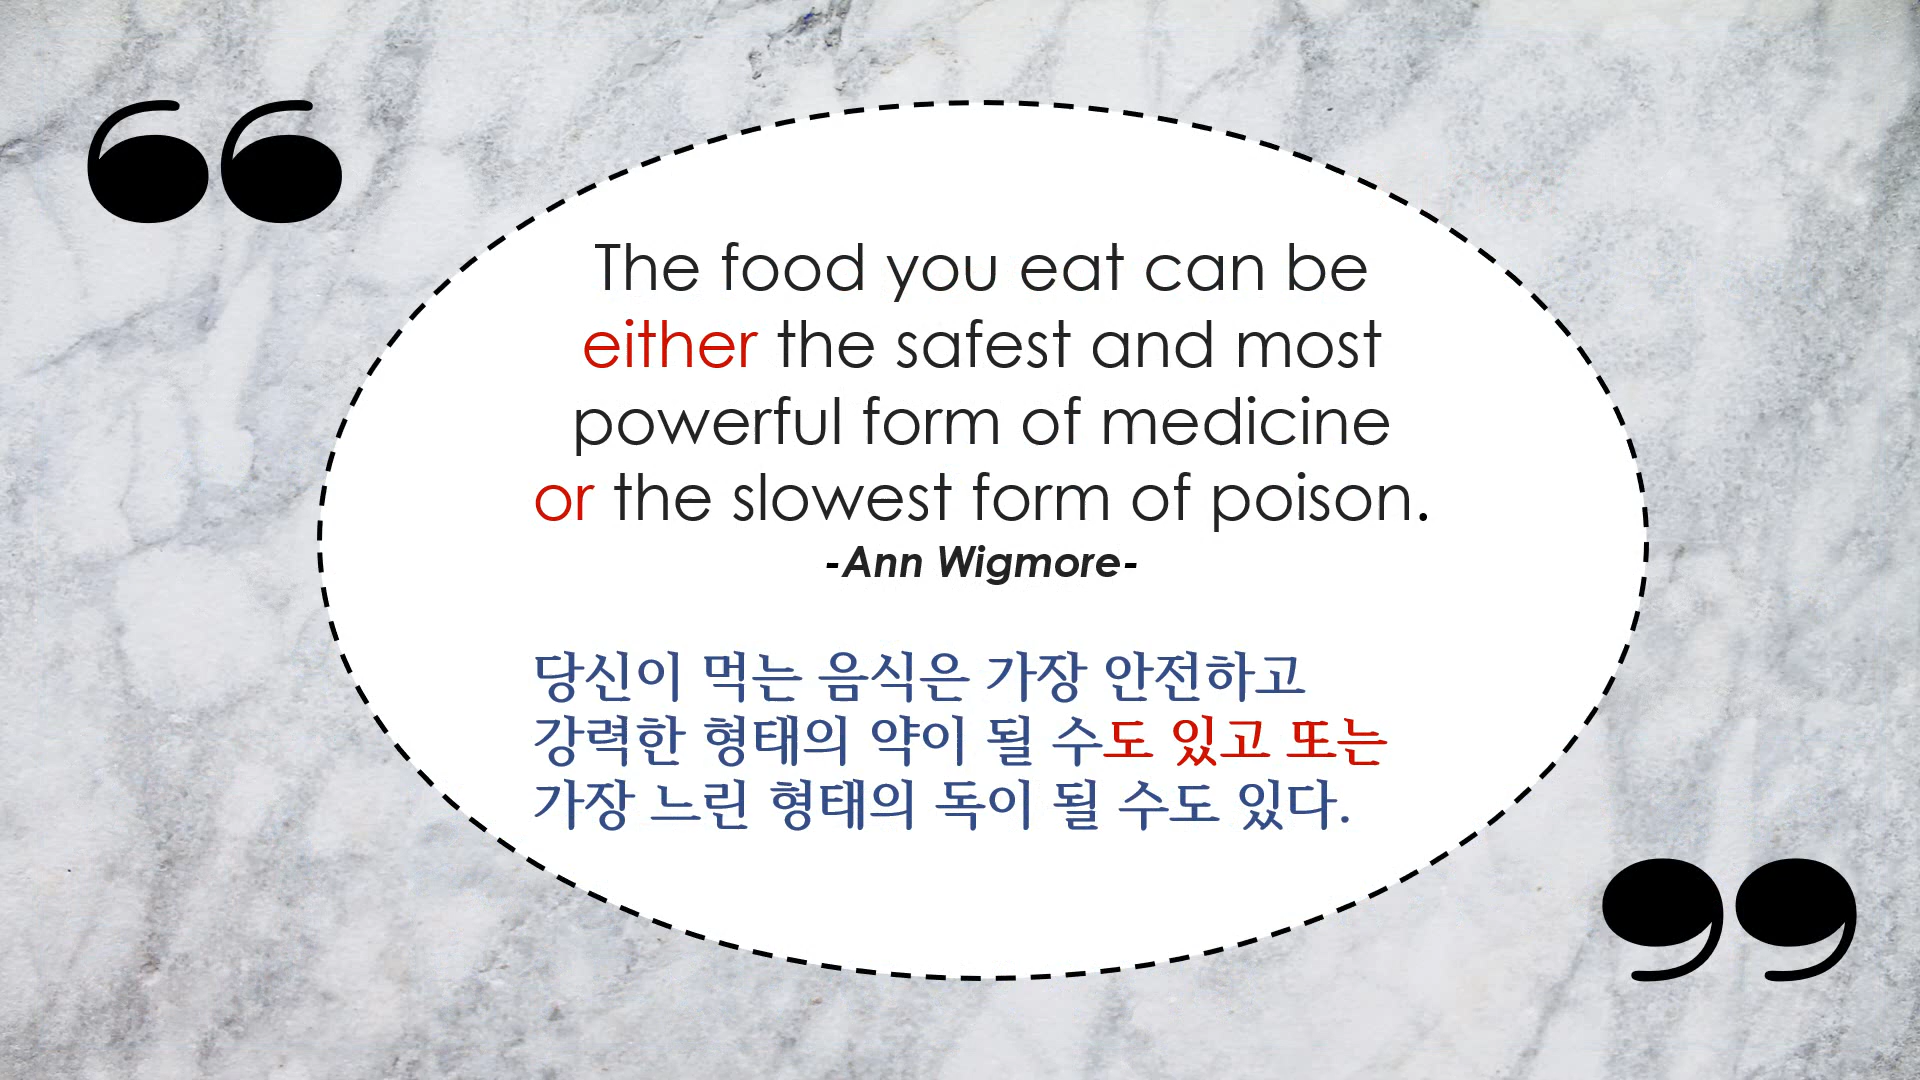 The food you eat can be
either the safest and most
powerful form of medicine
or the slowest form of poison.
-Ann Wigmore-
당신이 먹는 음식은 가장 안전하고
강력한 형태의 약이 될 수도 있고 또는
가장 느린 형태의 독이 될 수도 있다.